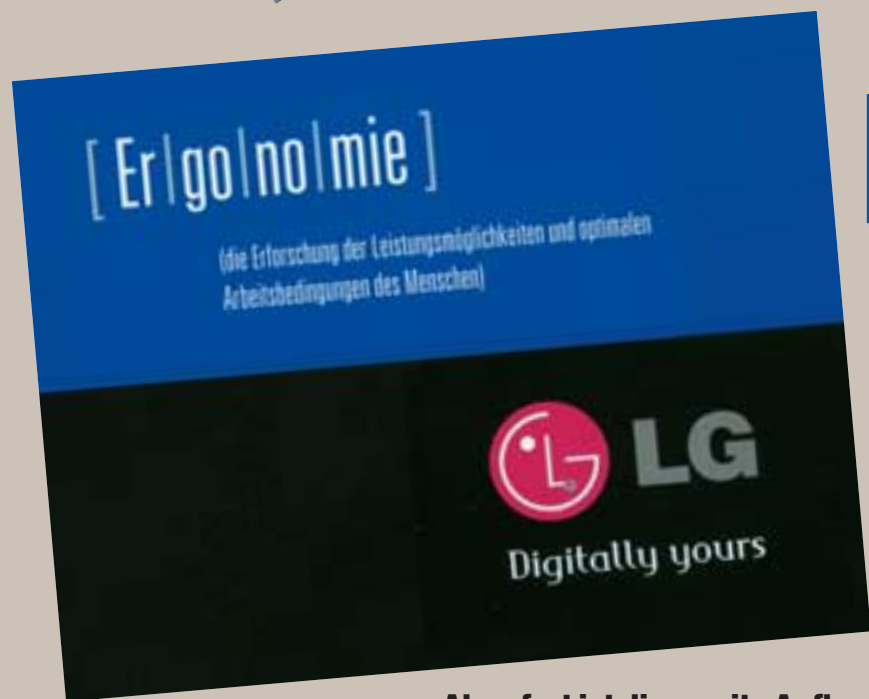 [ Er|go|no|mie ]
(die Erforschung der Leistungsmöglichkeiten und optimalen
Arbeitsbedingungen des Menschen)
LG
Digitally yours